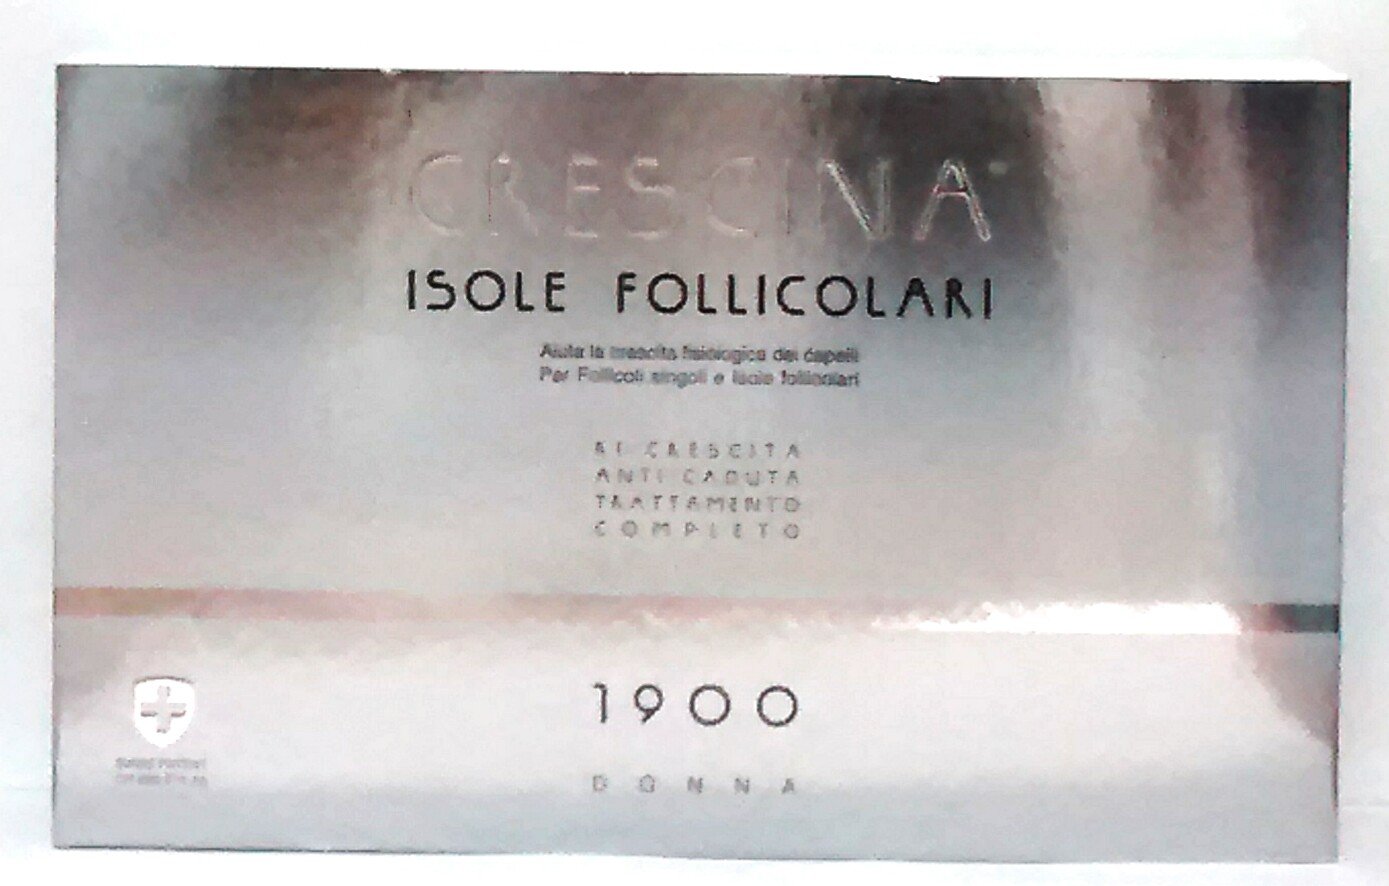 CRESCINA
ISOLE FOLLICOLARI
Aiuta la crescita fisiologica dei capelli
Per Follicoli singoli e Isole follicolari
RI-CRESCITA
ANTI-CADUTA
TRATTAMENTO
COMPLETO
1900
DONNA